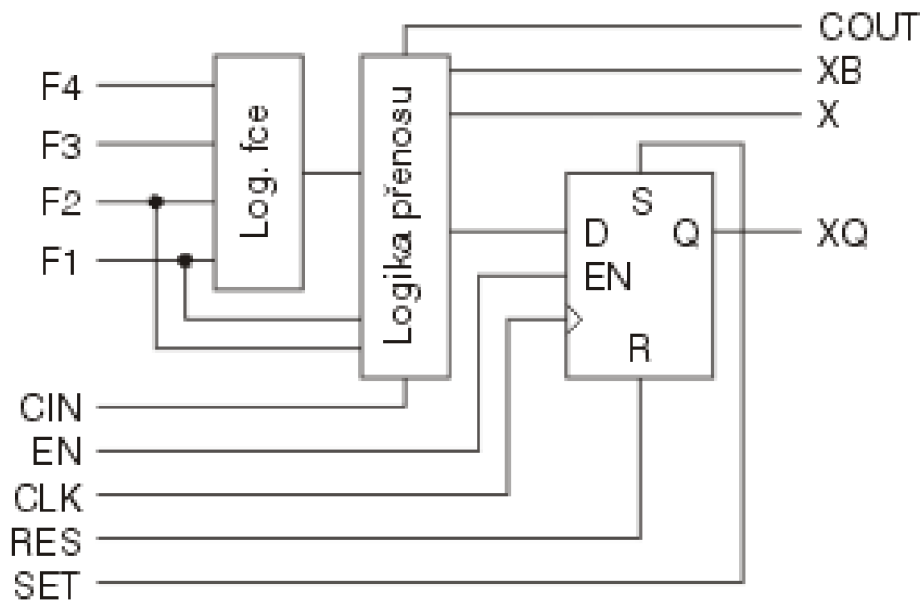 F4
F3
F2
F1
CIN
EN
CLK
RES
SET
Log. fce
Logika přenosu
S
D
Q
EN
R
COUT
XB
X
XQ